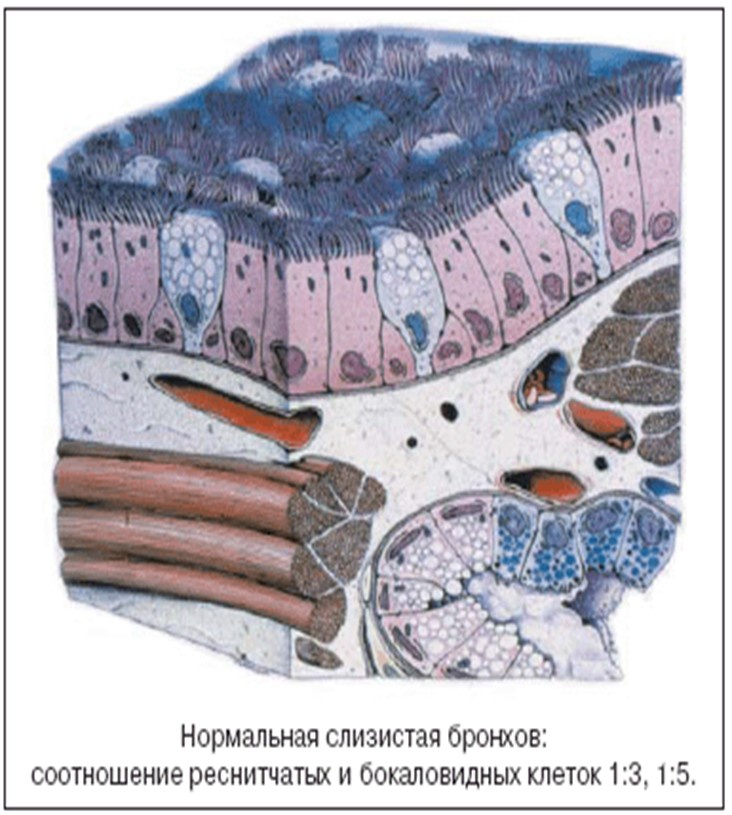 Нормальная слизистая бронхов:
соотношение реснитчатых и бокаловидных клеток 1:3, 1:5.